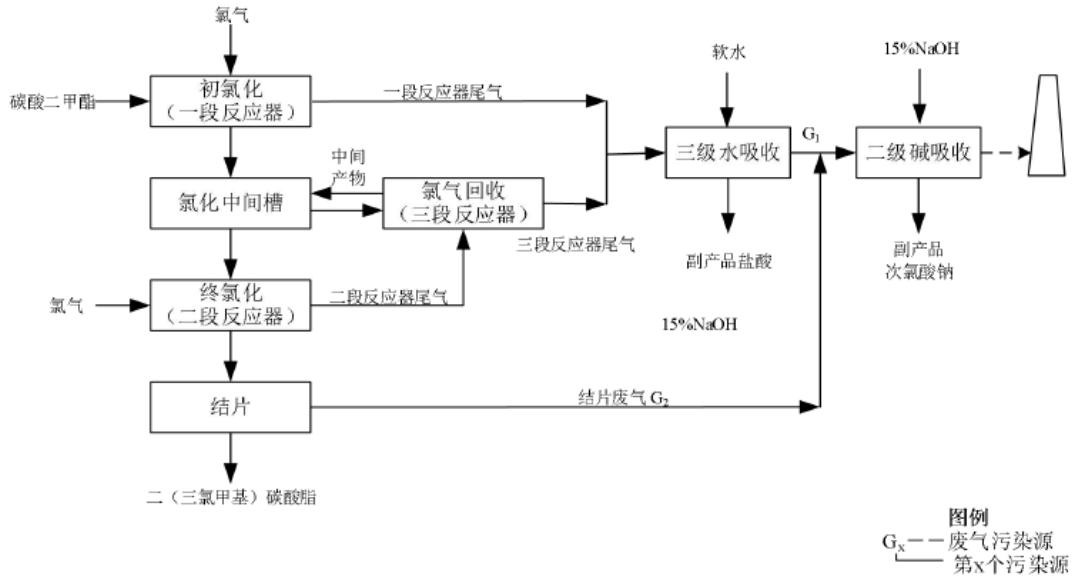 氯气
软水
15%NaOH
碳酸二甲酯
初氯化
（一段反应器）
一段反应器尾气
三级水吸收
G₁
二级碱吸收
中间
产物
氯化中间槽
氯气回收
（三段反应器）
三段反应器尾气
副产品盐酸
副产品
次氯酸钠
氯气
终氯化
（二段反应器）
二段反应器尾气
15%NaOH
结片
结片废气 G₂
二（三氯甲基）碳酸脂
图例
Gₓ 废气污染源
第x个污染源